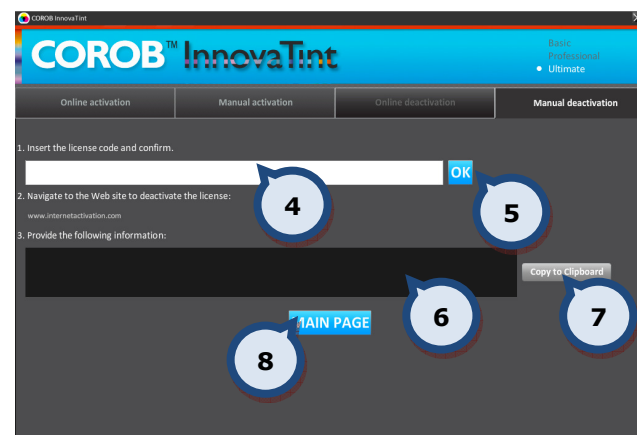 COROB InnovaTint
COROB™ InnovaTint
Basic
Professional
Ultimate
Online activation Manual activation Online deactivation Manual deactivation
1. Insert the license code and confirm.
OK
4
5
2. Navigate to the Web site to deactivate the license:
www.internetactivation.com
3. Provide the following information:
Copy to Clipboard
6
7
MAIN PAGE
8